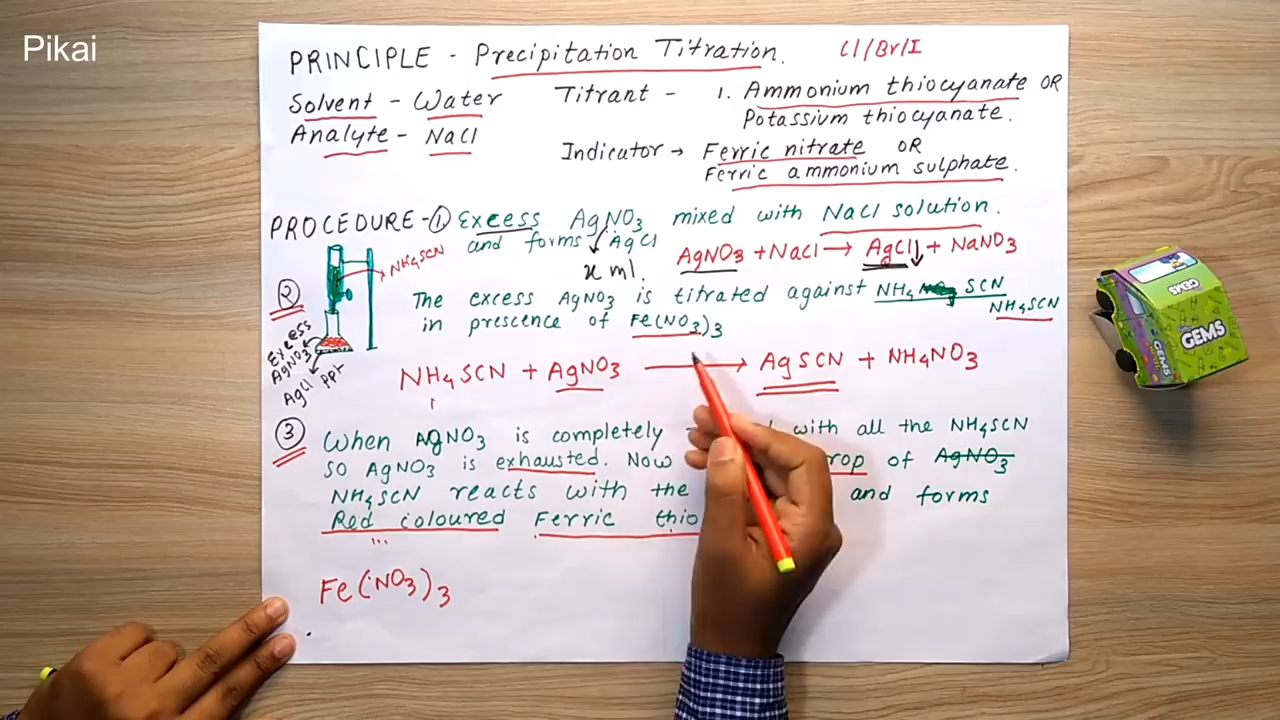 Pikai
PRINCIPLE - Precipitation Titration. Cl/Br/I
Solvent - Water Titrant - 1. Ammonium thiocyanate OR
Potassium thiocyanate.
Analyte - NaCl
Indicator → Ferric nitrate OR
Ferric ammonium sulphate.
PROCEDURE - ① Excess AgNO3 mixed with NaCl solution.
and forms AgCl
AgNO3 + NaCl → AgCl↓ + NaNO3
x ml.
NH4SCN
② The excess AgNO3 is titrated against NH4 SCN
NH4SCN
in prescence of Fe(NO3)3
Excess
AgNO3
AgCl ppt
NH4SCN + AgNO3 → AgSCN + NH4NO3
③ When AgNO3 is completely with all the NH4SCN
so AgNO3 is exhausted. Now rop of AgNO3
NH4SCN reacts with the and forms
Red coloured Ferric thio
Fe(NO3)3
GEMS
GEMS